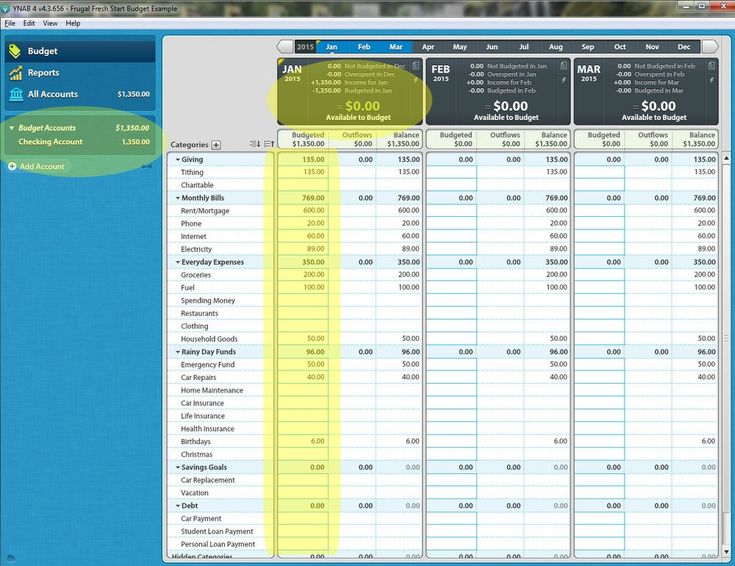 YNAB 4 v4.3.656 - Frugal Fresh Start Budget Example
File Edit View Help
Budget
Reports
All Accounts $1,350.00
Budget Accounts $1,350.00
Checking Account 1,350.00
Add Account
2015 Jan Feb Mar Apr May Jun Jul Aug Sep Oct Nov Dec
JAN 2015
-0.00 Not Budgeted in Dec
-0.00 Overspent in Dec
+1,350.00 Income for Jan
-1,350.00 Budgeted in Jan
= $0.00
Available to Budget
FEB 2015
0.00 Not Budgeted in Jan
-0.00 Overspent in Jan
+0.00 Income for Feb
-0.00 Budgeted in Feb
= $0.00
Available to Budget
MAR 2015
0.00 Not Budgeted in Feb
-0.00 Overspent in Feb
+0.00 Income for Mar
-0.00 Budgeted in Mar
= $0.00
Available to Budget
Categories Budgeted Outflows Balance Budgeted Outflows Balance Budgeted Outflows Balance
$1,350.00 $0.00 $1,350.00 $0.00 $0.00 $1,350.00 $0.00 $0.00 $1,350.00
Giving 135.00 0.00 135.00 0.00 0.00 135.00 0.00 0.00 135.00
Tithing 135.00 135.00 135.00 135.00
Charitable
Monthly Bills 769.00 0.00 769.00 0.00 0.00 769.00 0.00 0.00 769.00
Rent/Mortgage 600.00 600.00 600.00 600.00
Phone 20.00 20.00 20.00 20.00
Internet 60.00 60.00 60.00 60.00
Electricity 89.00 89.00 89.00 89.00
Everyday Expenses 350.00 0.00 350.00 0.00 0.00 350.00 0.00 0.00 350.00
Groceries 200.00 200.00 200.00 200.00
Fuel 100.00 100.00 100.00 100.00
Spending Money
Restaurants
Clothing
Household Goods 50.00 50.00 50.00 50.00
Rainy Day Funds 96.00 0.00 96.00 0.00 0.00 96.00 0.00 0.00 96.00
Emergency Fund 50.00 50.00 50.00 50.00
Car Repairs 40.00 40.00 40.00 40.00
Home Maintenance
Car Insurance
Life Insurance
Health Insurance
Birthdays 6.00 6.00 6.00 6.00
Christmas
Savings Goals 0.00 0.00 0.00 0.00 0.00 0.00 0.00 0.00 0.00
Car Replacement
Vacation
Debt 0.00 0.00 0.00 0.00 0.00 0.00 0.00 0.00 0.00
Car Payment
Student Loan Payment
Personal Loan Payment
Hidden Categories 0.00 0.00 0.00 0.00 0.00 0.00 0.00 0.00 0.00